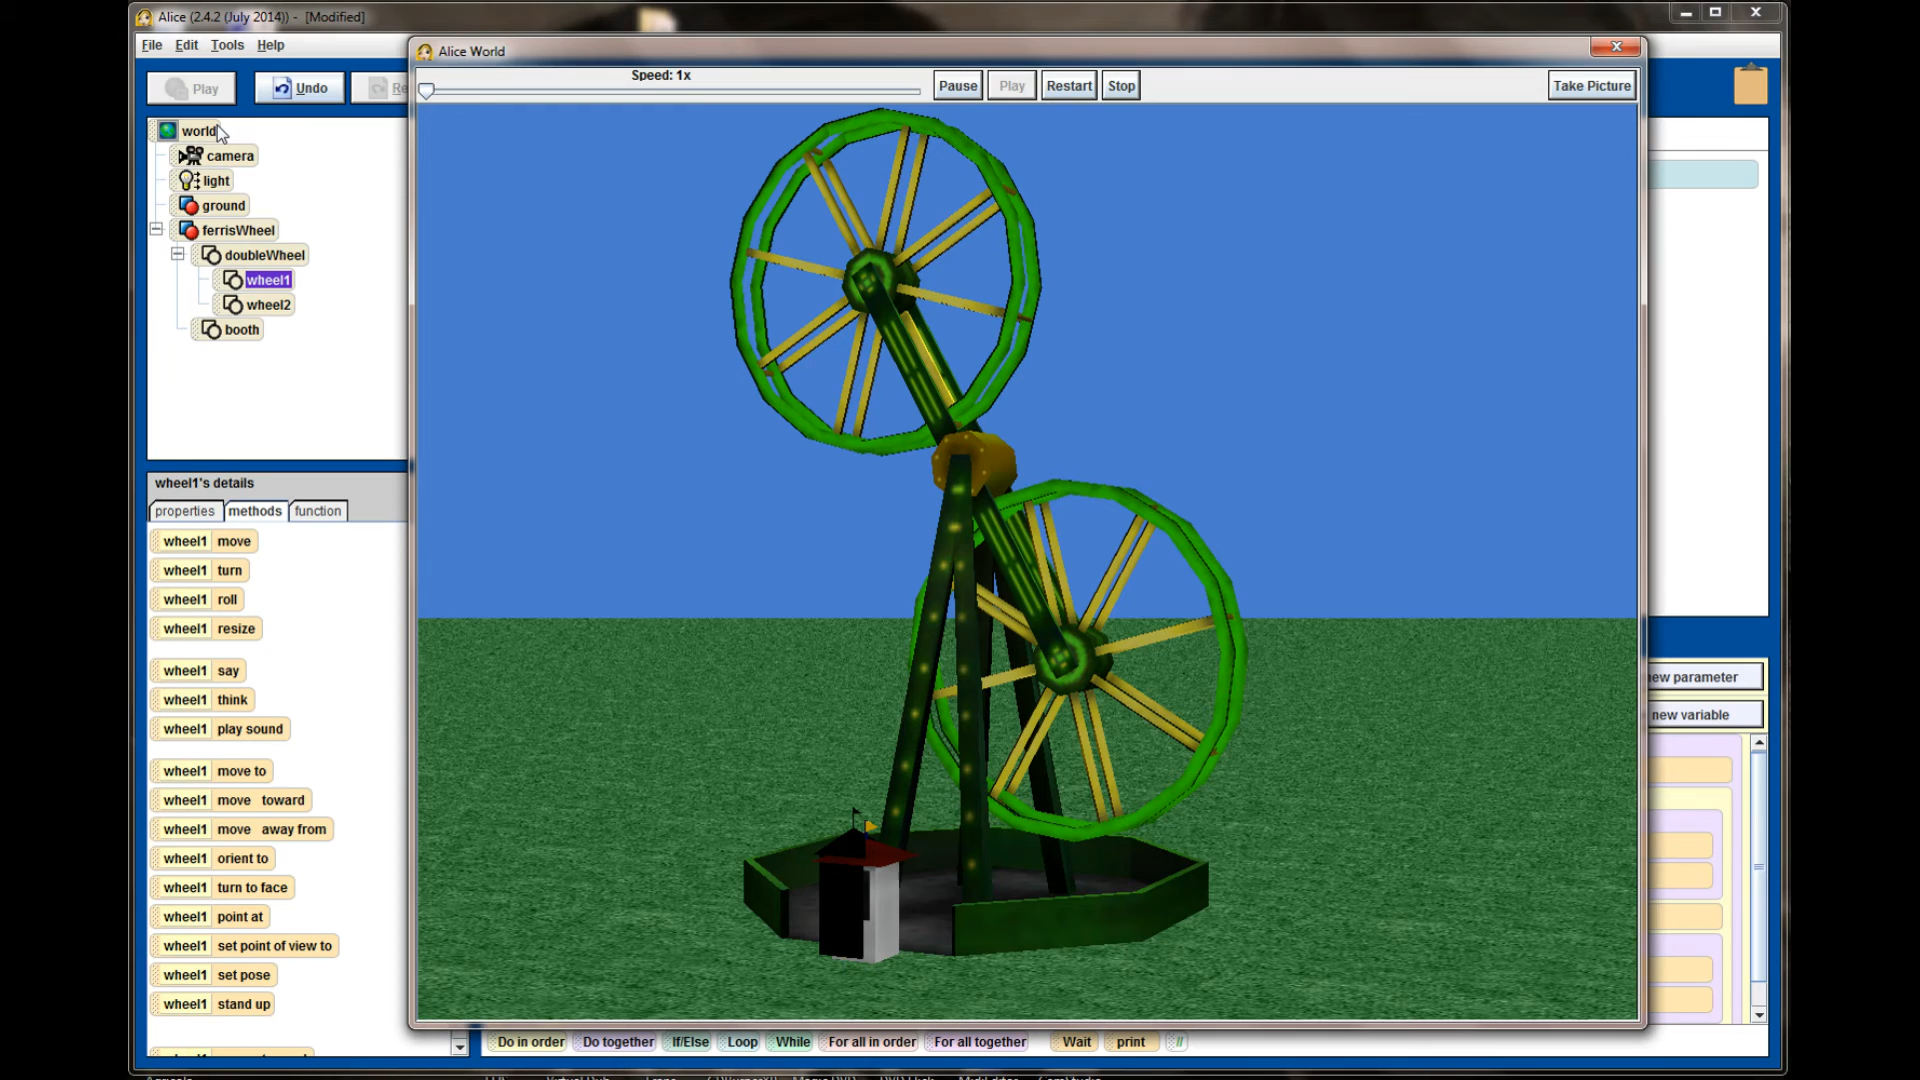 Alice (2.4.2 (July 2014)) - [Modified]
File Edit Tools Help
Alice World
Play Undo Re
Speed: 1x
Pause Play Restart Stop
Take Picture
world
camera
light
ground
ferrisWheel
doubleWheel
wheel1
wheel2
booth
wheel1's details
properties methods function
wheel1 move
wheel1 turn
wheel1 roll
wheel1 resize
wheel1 say
wheel1 think
wheel1 play sound
wheel1 move to
wheel1 move toward
wheel1 move away from
wheel1 orient to
wheel1 turn to face
wheel1 point at
wheel1 set point of view to
wheel1 set pose
wheel1 stand up
ew parameter
new variable
Do in order Do together If/Else Loop While For all in order For all together Wait print //